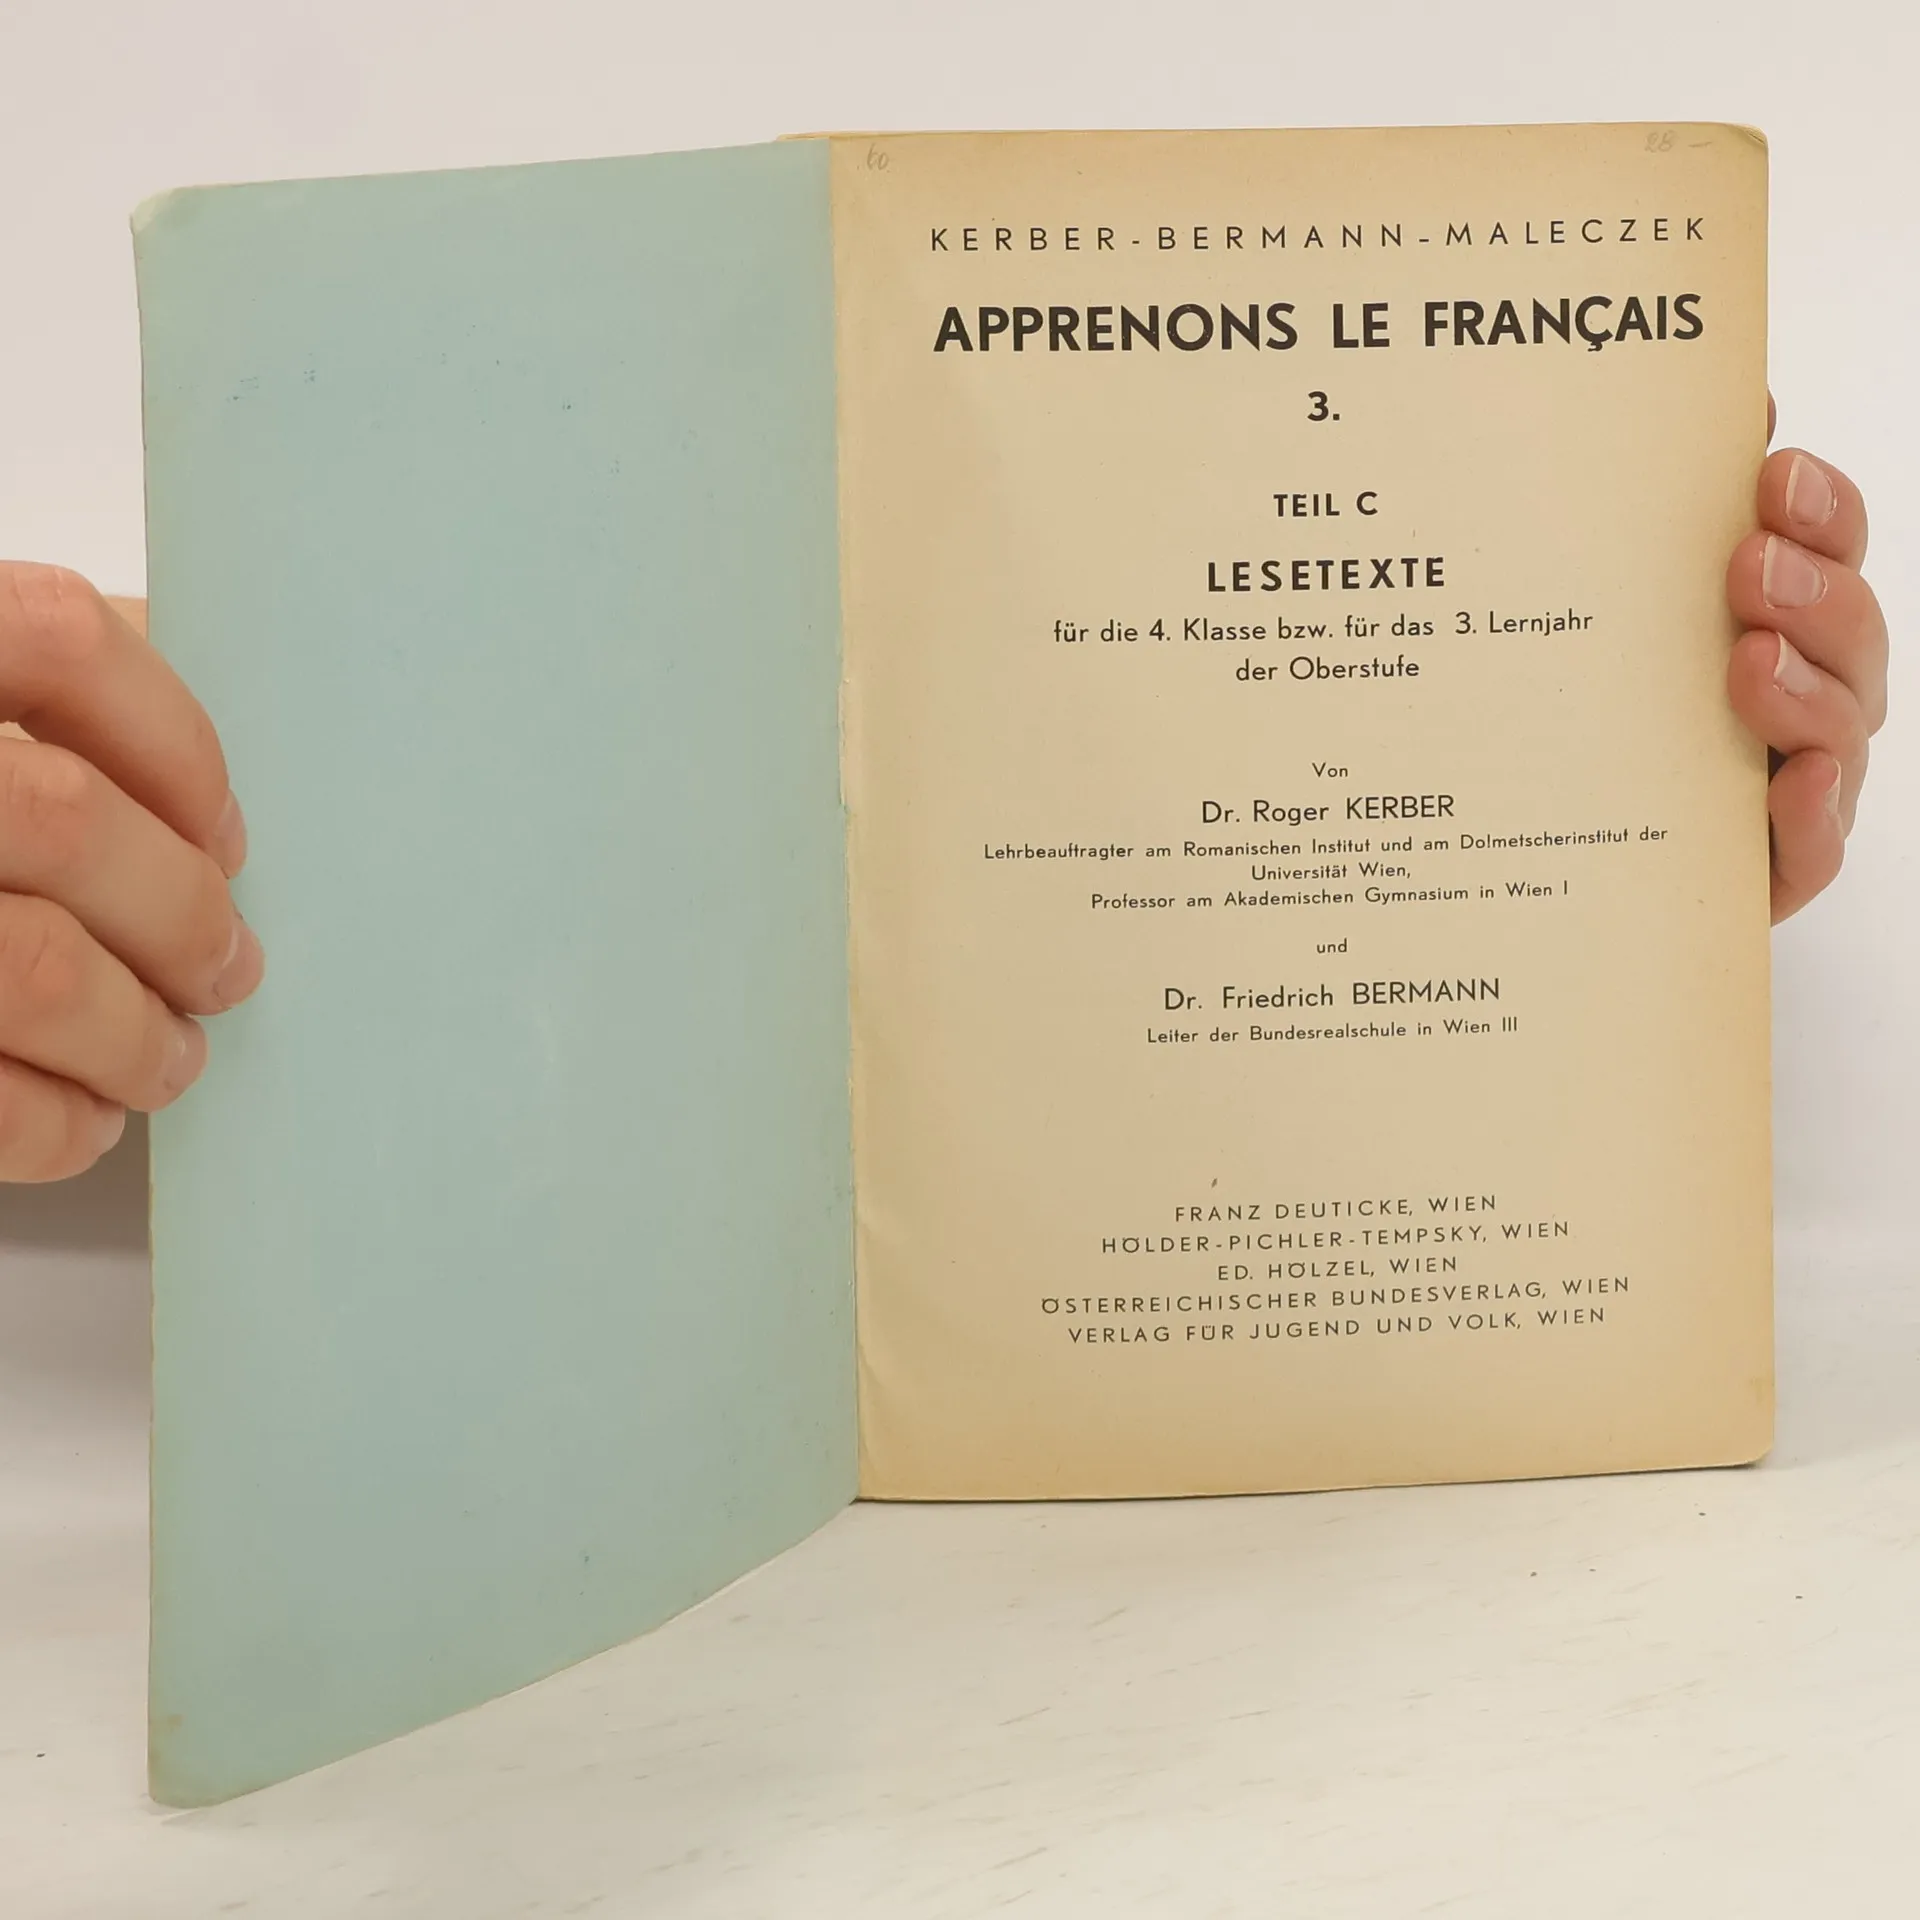 60
28 —
KERBER-BERMANN-MALECZEK
APPRENONS LE FRANÇAIS
3.
TEIL C
LESETEXTE
für die 4. Klasse bzw. für das 3. Lernjahr
der Oberstufe
Von
Dr. Roger KERBER
Lehrbeauftragter am Romanischen Institut und am Dolmetscherinstitut der
Universität Wien,
Professor am Akademischen Gymnasium in Wien I
und
Dr. Friedrich BERMANN
Leiter der Bundesrealschule in Wien III
FRANZ DEUTICKE, WIEN
HÖLDER-PICHLER-TEMPSKY, WIEN
ED. HÖLZEL, WIEN
ÖSTERREICHISCHER BUNDESVERLAG, WIEN
VERLAG FÜR JUGEND UND VOLK, WIEN